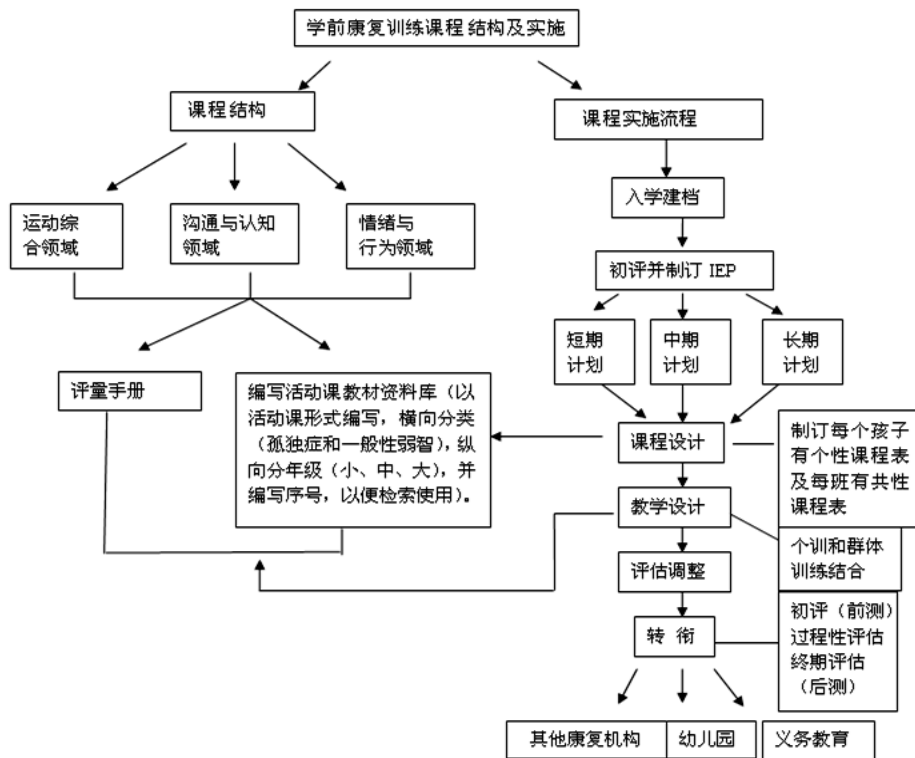 学前康复训练课程结构及实施
课程结构
课程实施流程
入学建档
运动综
合领域
沟通与认知
领域
情绪与
行为领域
初评并制订 IEP
短期
计划
中期
计划
长期
计划
评量手册
编写活动课教材资料库（以
活动课形式编写，横向分类
（孤独症和一般性弱智），纵
向分年级（小、中、大），并
编写序号，以便检索使用）。
课程设计
制订每个孩子
有个性课程表
及每班有共性
课程表
教学设计
个训和群体
训练结合
评估调整
初评（前测）
过程性评估
终期评估
（后测）
转 衔
其他康复机构
幼儿园
义务教育